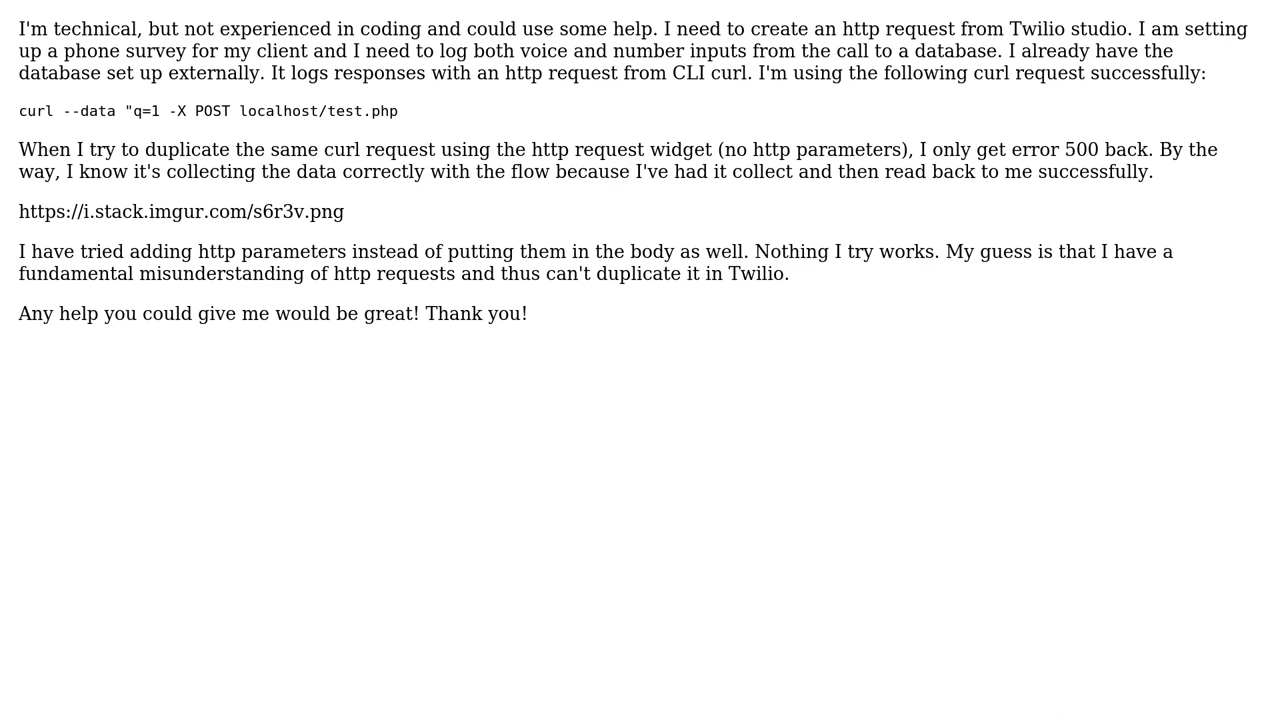 I'm technical, but not experienced in coding and could use some help. I need to create an http request from Twilio studio. I am setting
up a phone survey for my client and I need to log both voice and number inputs from the call to a database. I already have the
database set up externally. It logs responses with an http request from CLI curl. I'm using the following curl request successfully:
curl --data "q=1 -X POST localhost/test.php
When I try to duplicate the same curl request using the http request widget (no http parameters), I only get error 500 back. By the
way, I know it's collecting the data correctly with the flow because I've had it collect and then read back to me successfully.
https://i.stack.imgur.com/s6r3v.png
I have tried adding http parameters instead of putting them in the body as well. Nothing I try works. My guess is that I have a
fundamental misunderstanding of http requests and thus can't duplicate it in Twilio.
Any help you could give me would be great! Thank you!